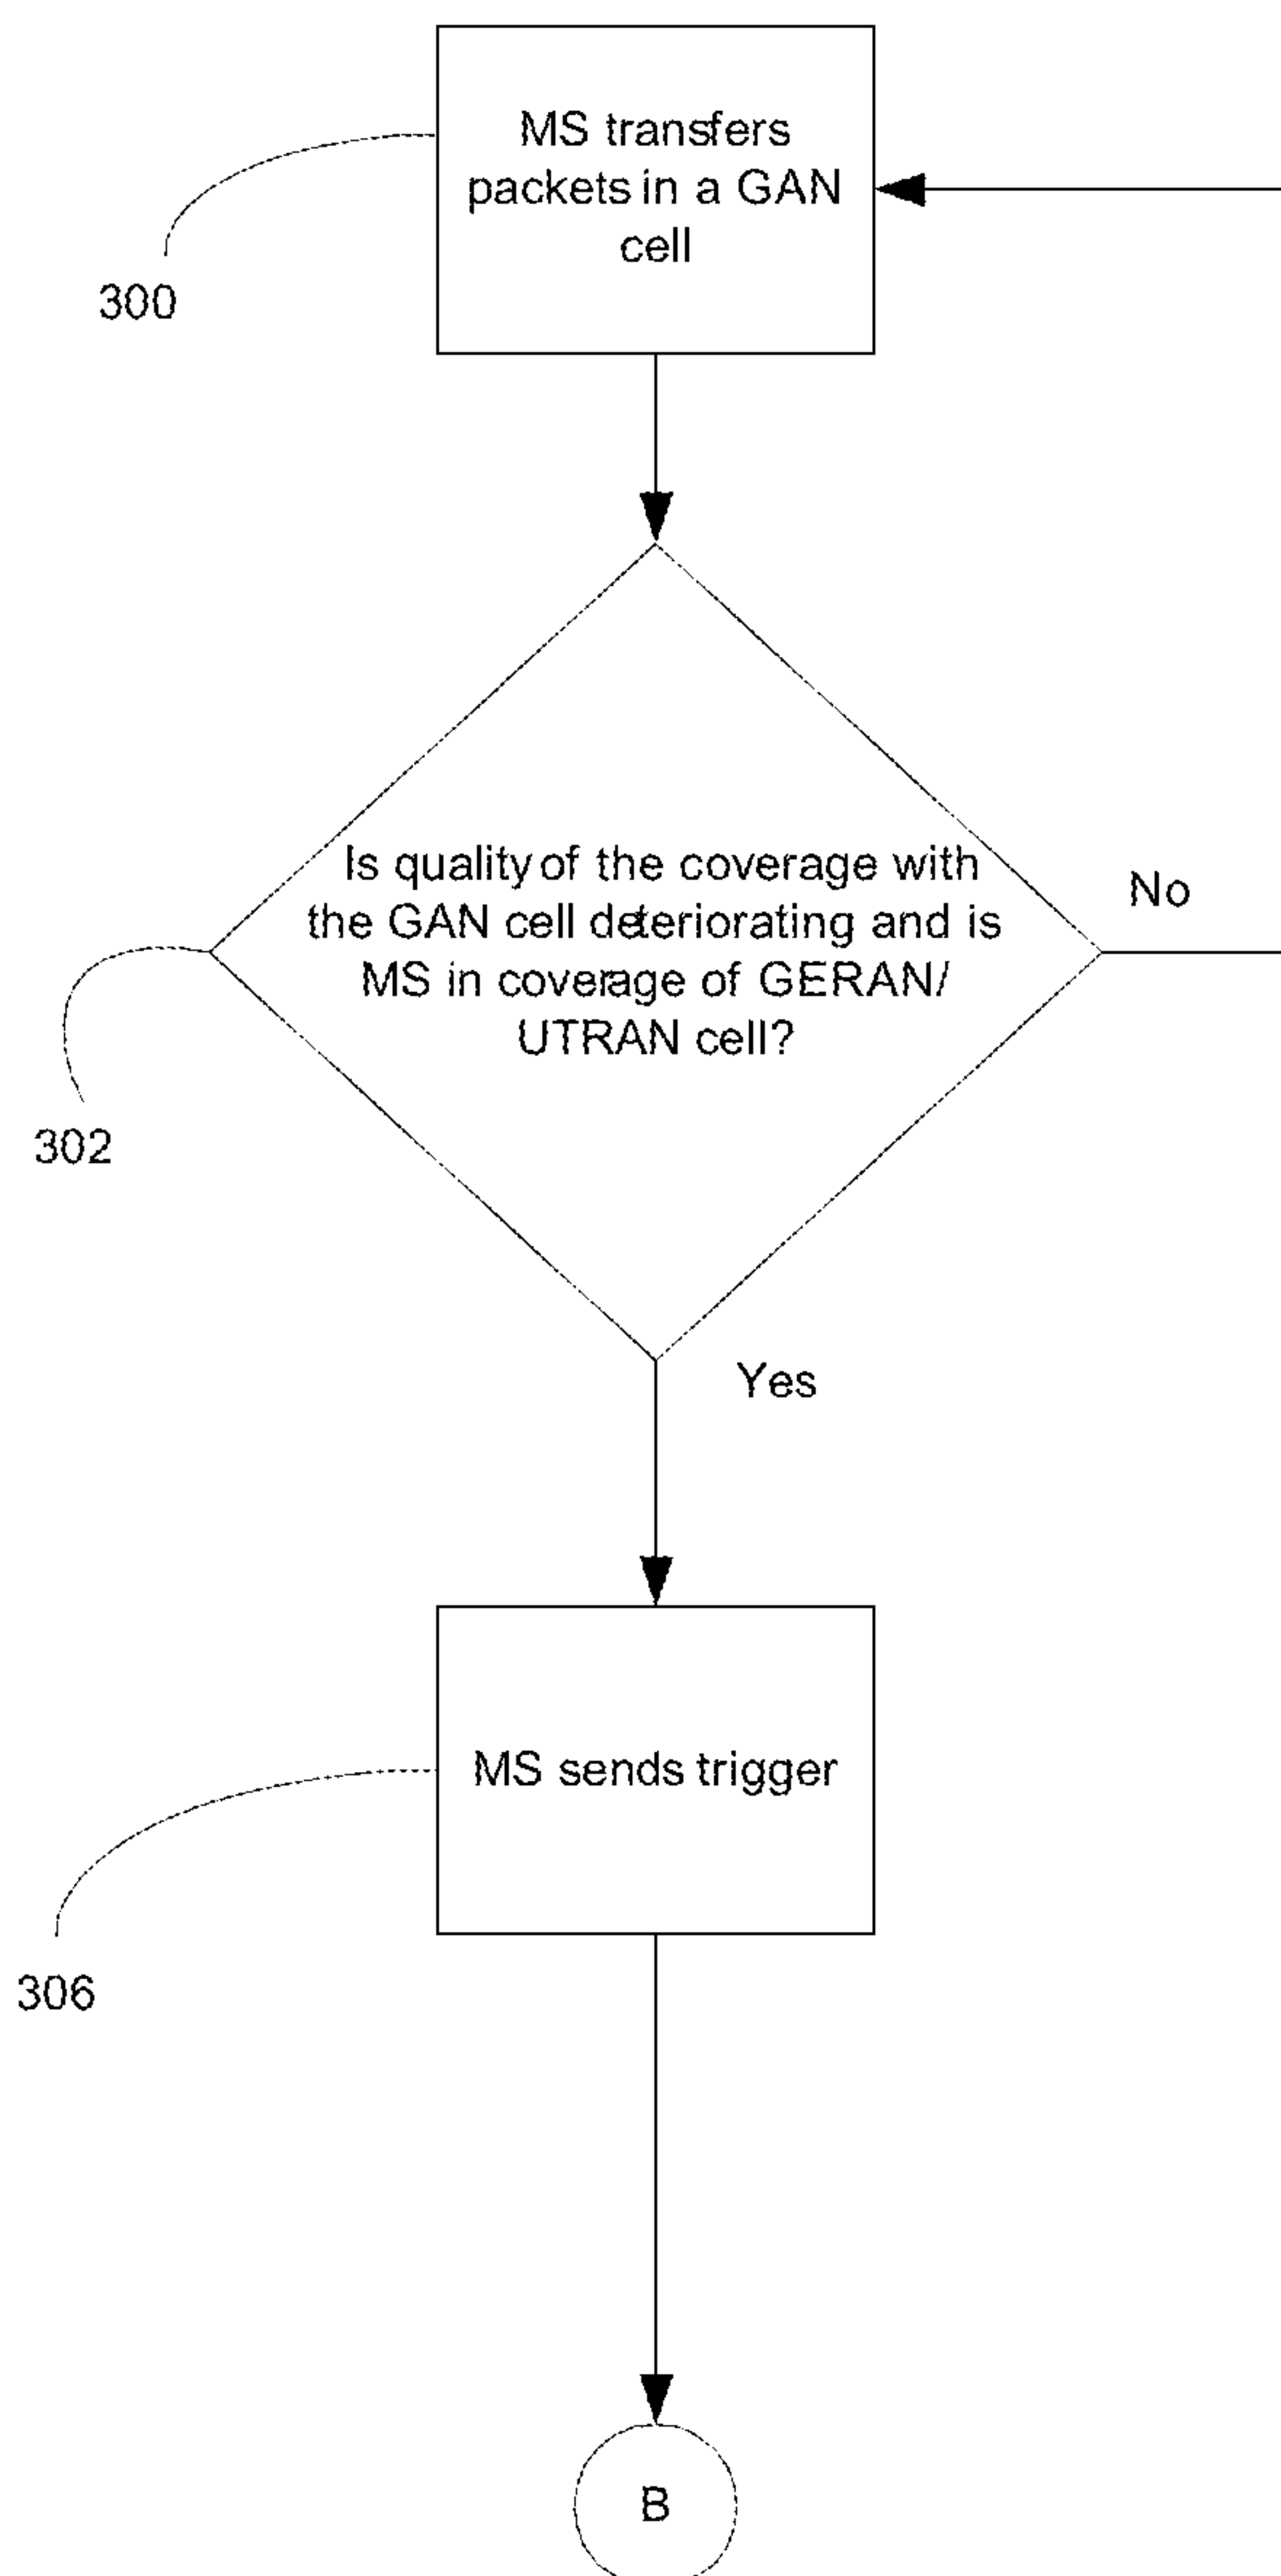 MS transfers
packets in a GAN
cell
300
Is quality of the coverage with
the GAN cell deteriorating and is
MS in coverage of GERAN/
UTRAN cell?
No
302
Yes
MS sends trigger
306
B